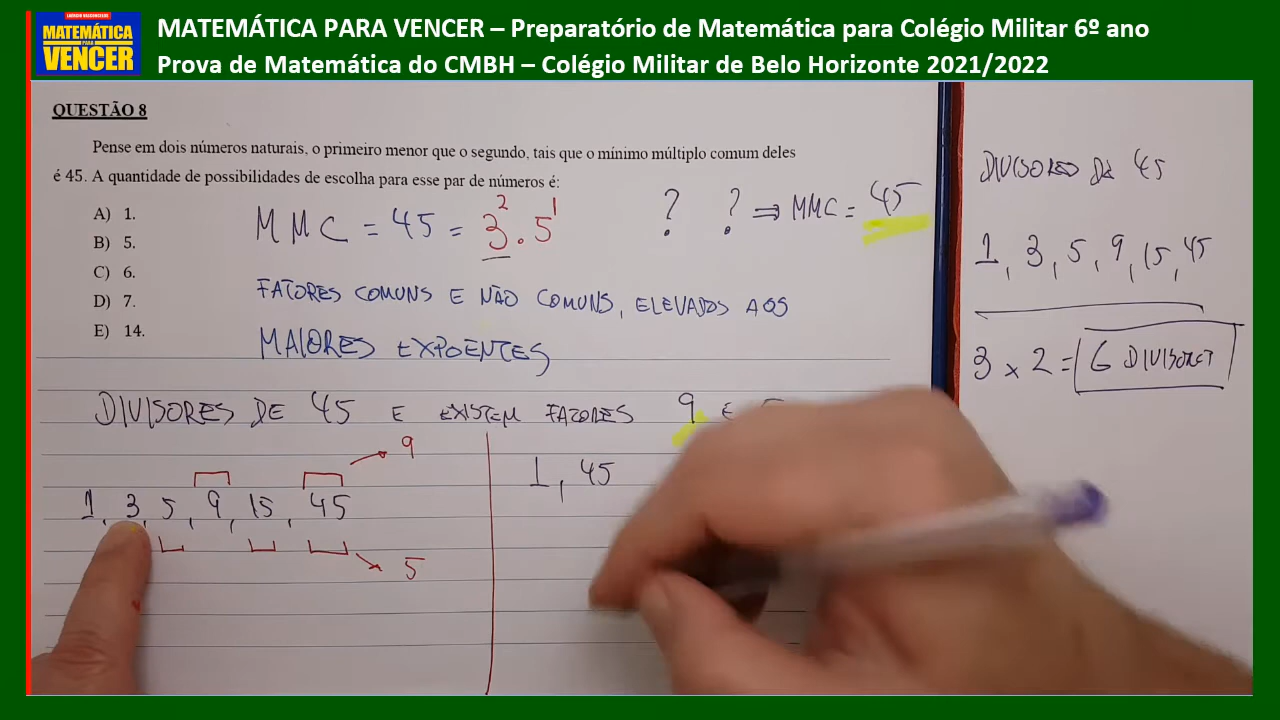 LAÉRCIO VASCONCELOS
MATEMÁTICA
PARA
VENCER
MATEMÁTICA PARA VENCER – Preparatório de Matemática para Colégio Militar 6º ano
Prova de Matemática do CMBH – Colégio Militar de Belo Horizonte 2021/2022
QUESTÃO 8
Pense em dois números naturais, o primeiro menor que o segundo, tais que o mínimo múltiplo comum deles
é 45. A quantidade de possibilidades de escolha para esse par de números é:
A) 1.
B) 5.
C) 6.
D) 7.
E) 14.
MMC = 45 = 3² . 5¹
? ? ⇒ MMC = 45
FATORES COMUNS E NÃO COMUNS, ELEVADOS AOS
MAIORES EXPOENTES
DIVISORES DE 45 E EXISTEM FATORES 9 E
9
1, 3, 5, 9, 15, 45
5
1, 45
DIVISORES DE 45
1, 3, 5, 9, 15, 45
3 x 2 = 6 DIVISORES